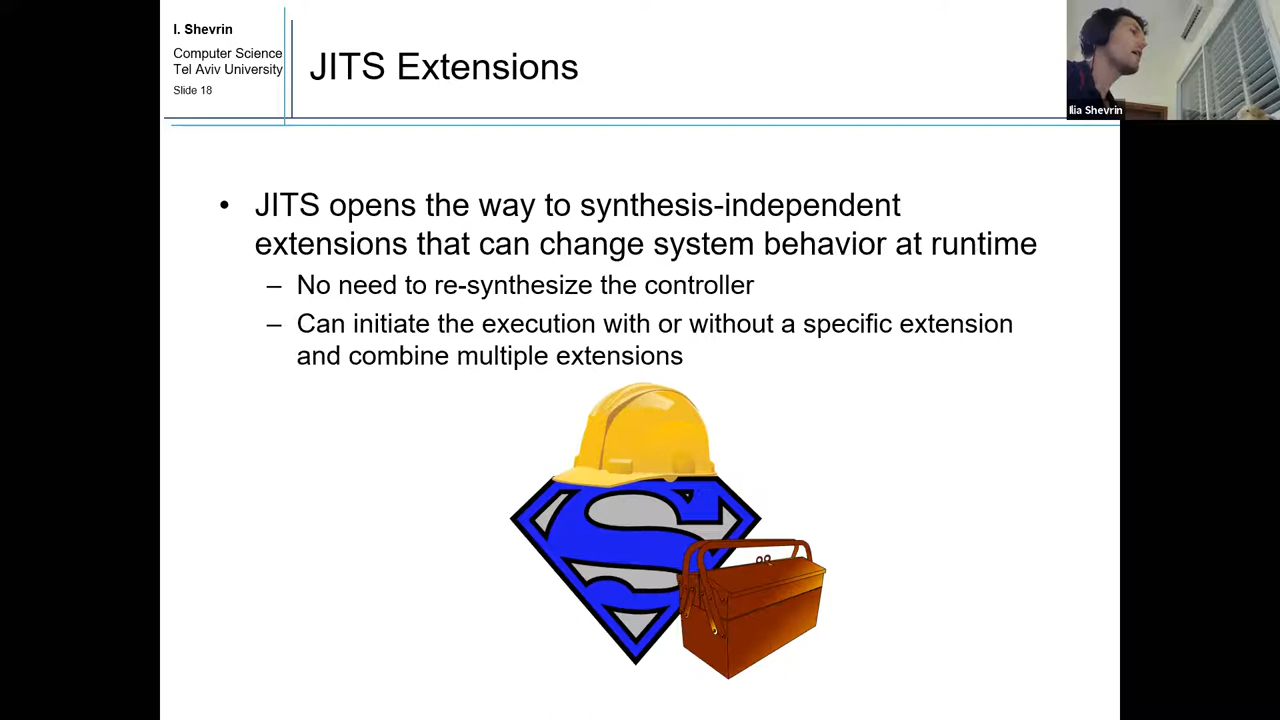 I. Shevrin
Computer Science
Tel Aviv University
Slide 18
JITS Extensions
Ilia Shevrin
• JITS opens the way to synthesis-independent
extensions that can change system behavior at runtime
– No need to re-synthesize the controller
– Can initiate the execution with or without a specific extension
and combine multiple extensions
S